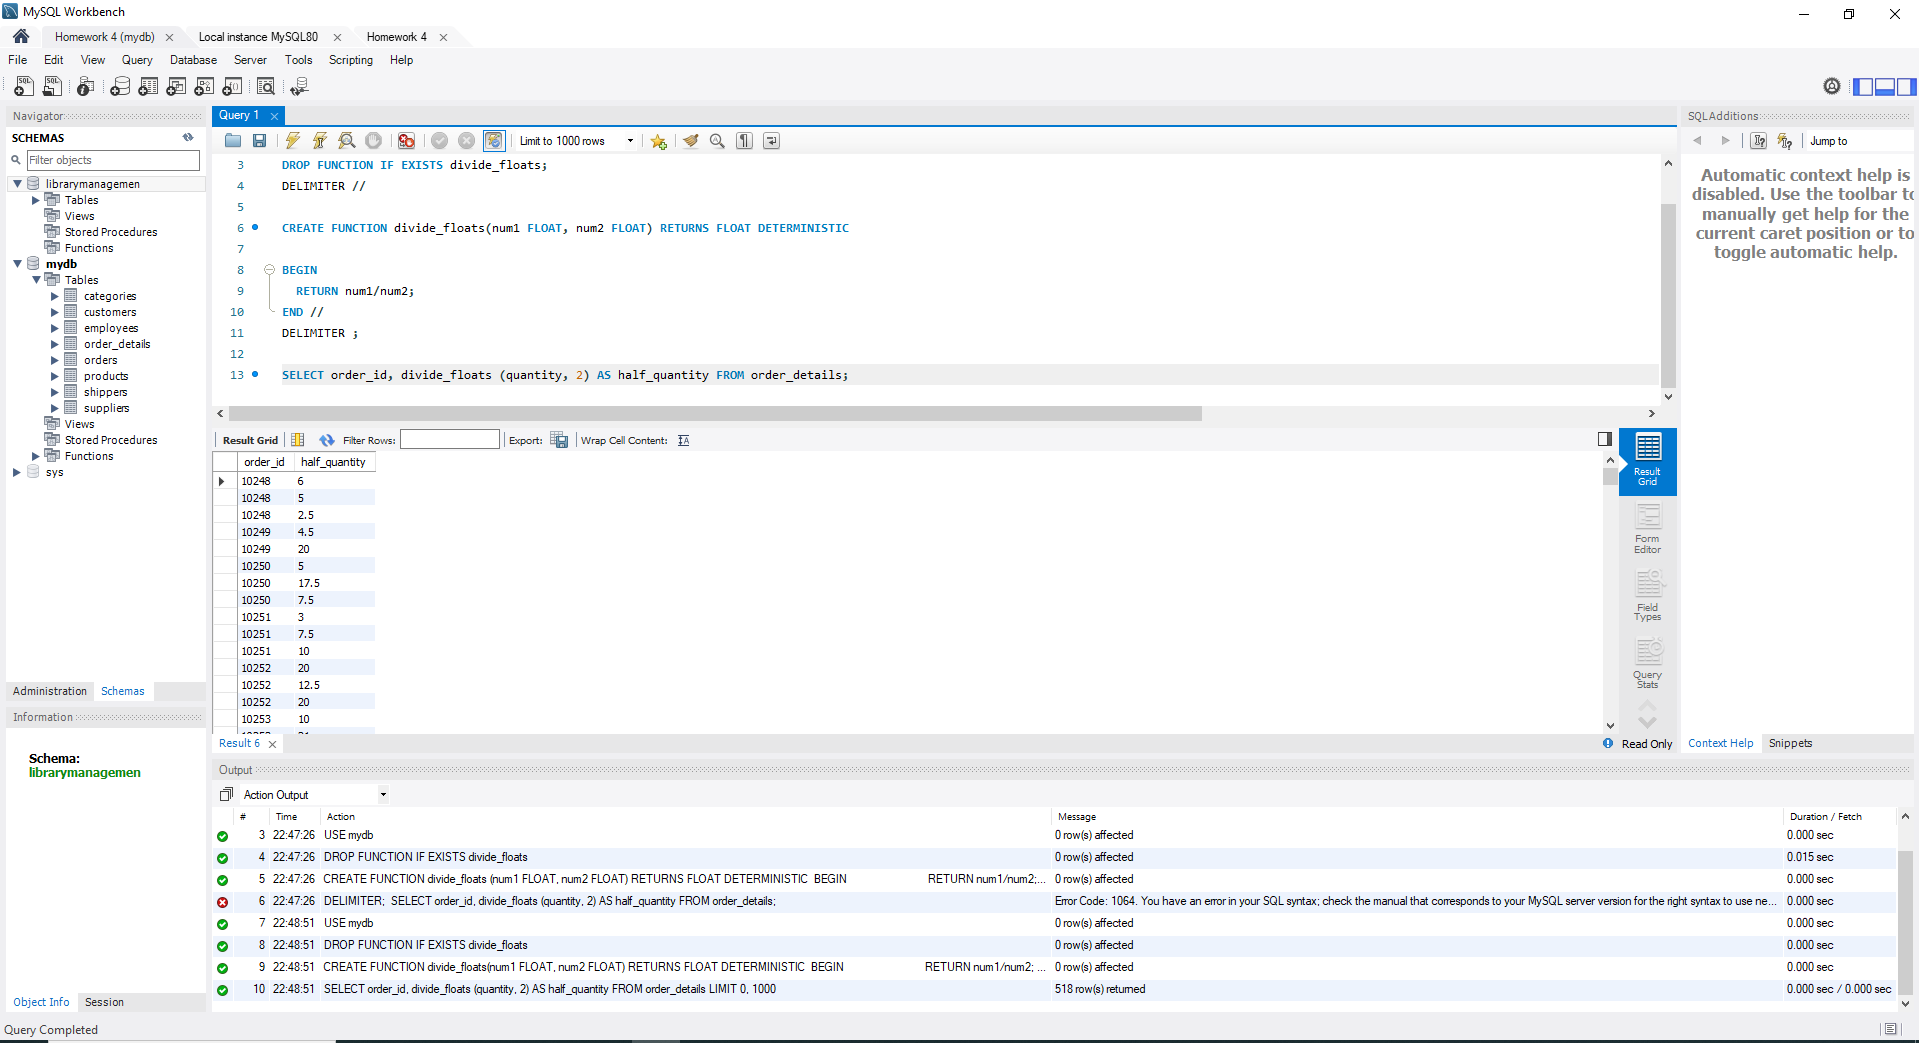 MySQL Workbench
Homework 4 (mydb)
Local instance MySQL80
Homework 4
File Edit View Query Database Server Tools Scripting Help
Navigator
SCHEMAS
Filter objects
librarymanagemen
Tables
Views
Stored Procedures
Functions
mydb
Tables
categories
customers
employees
order_details
orders
products
shippers
suppliers
Views
Stored Procedures
Functions
sys
Administration Schemas
Information
Schema:
librarymanagemen
Object Info Session
Query Completed
Query 1
Limit to 1000 rows
3 DROP FUNCTION IF EXISTS divide_floats;
4 DELIMITER //
5
6 CREATE FUNCTION divide_floats(num1 FLOAT, num2 FLOAT) RETURNS FLOAT DETERMINISTIC
7
8 BEGIN
9 RETURN num1/num2;
10 END //
11 DELIMITER ;
12
13 SELECT order_id, divide_floats (quantity, 2) AS half_quantity FROM order_details;
Result Grid Filter Rows: Export: Wrap Cell Content:
order_id half_quantity
10248 6
10248 5
10248 2.5
10249 4.5
10249 20
10250 5
10250 17.5
10250 7.5
10251 3
10251 7.5
10251 10
10252 20
10252 12.5
10252 20
10253 10
Result
Grid
Form
Editor
Field
Types
Query
Stats
Result 6
Read Only
SQLAdditions
Jump to
Automatic context help is
disabled. Use the toolbar to
manually get help for the
current caret position or to
toggle automatic help.
Context Help Snippets
Output
Action Output
# Time Action Message Duration / Fetch
3 22:47:26 USE mydb 0 row(s) affected 0.000 sec
4 22:47:26 DROP FUNCTION IF EXISTS divide_floats 0 row(s) affected 0.015 sec
5 22:47:26 CREATE FUNCTION divide_floats (num1 FLOAT, num2 FLOAT) RETURNS FLOAT DETERMINISTIC BEGIN RETURN num1/num2;... 0 row(s) affected 0.000 sec
6 22:47:26 DELIMITER; SELECT order_id, divide_floats (quantity, 2) AS half_quantity FROM order_details; Error Code: 1064. You have an error in your SQL syntax; check the manual that corresponds to your MySQL server version for the right syntax to use ne... 0.000 sec
7 22:48:51 USE mydb 0 row(s) affected 0.000 sec
8 22:48:51 DROP FUNCTION IF EXISTS divide_floats 0 row(s) affected 0.000 sec
9 22:48:51 CREATE FUNCTION divide_floats(num1 FLOAT, num2 FLOAT) RETURNS FLOAT DETERMINISTIC BEGIN RETURN num1/num2; ... 0 row(s) affected 0.000 sec
10 22:48:51 SELECT order_id, divide_floats (quantity, 2) AS half_quantity FROM order_details LIMIT 0, 1000 518 row(s) returned 0.000 sec / 0.000 sec